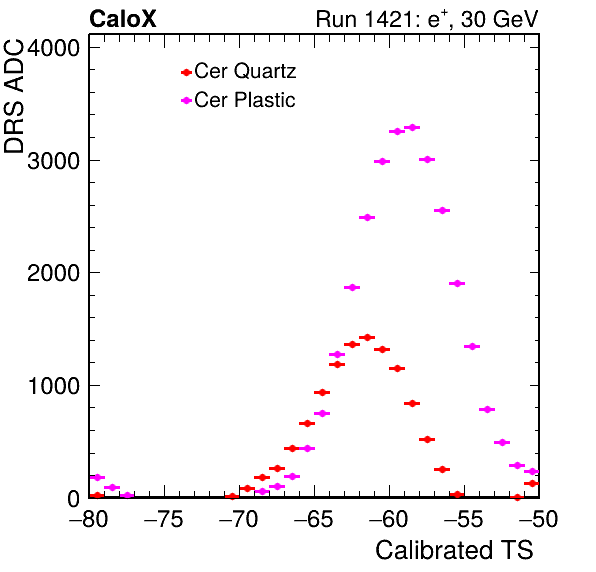 CaloX Run 1421: e⁺, 30 GeV
DRS ADC
4000
3000
2000
1000
0
Cer Quartz
Cer Plastic
−80 −75 −70 −65 −60 −55 −50
Calibrated TS